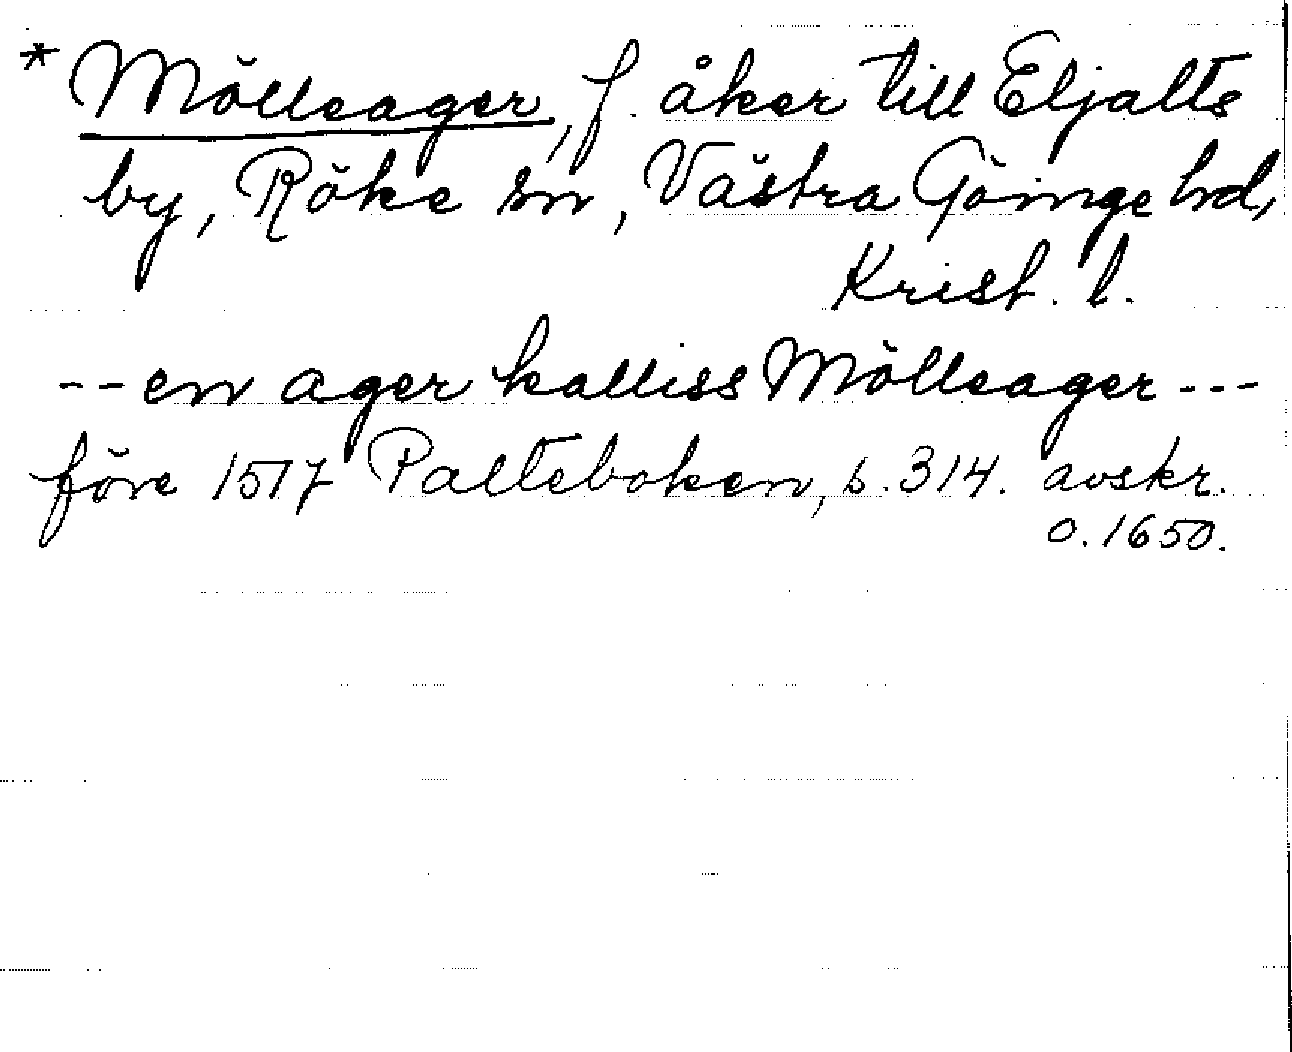 * Mölleager, f. åker till Eljalts
by, Röke sn, Västra Göinge hd,
Krist. l.
--en ager kalliss Mölleager---
före 1517 Palteboken, s. 314. avskr.
o. 1650.